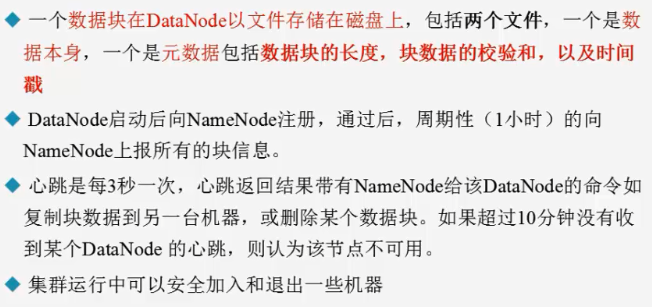 ◆ 一个数据块在DataNode以文件存储在磁盘上，包括两个文件，一个是数
据本身，一个是元数据包括数据块的长度，块数据的校验和，以及时间
戳
◆ DataNode启动后向NameNode注册，通过后，周期性（1小时）的向
NameNode上报所有的块信息。
◆ 心跳是每3秒一次，心跳返回结果带有NameNode给该DataNode的命令如
复制块数据到另一台机器，或删除某个数据块。如果超过10分钟没有收
到某个DataNode 的心跳，则认为该节点不可用。
◆ 集群运行中可以安全加入和退出一些机器